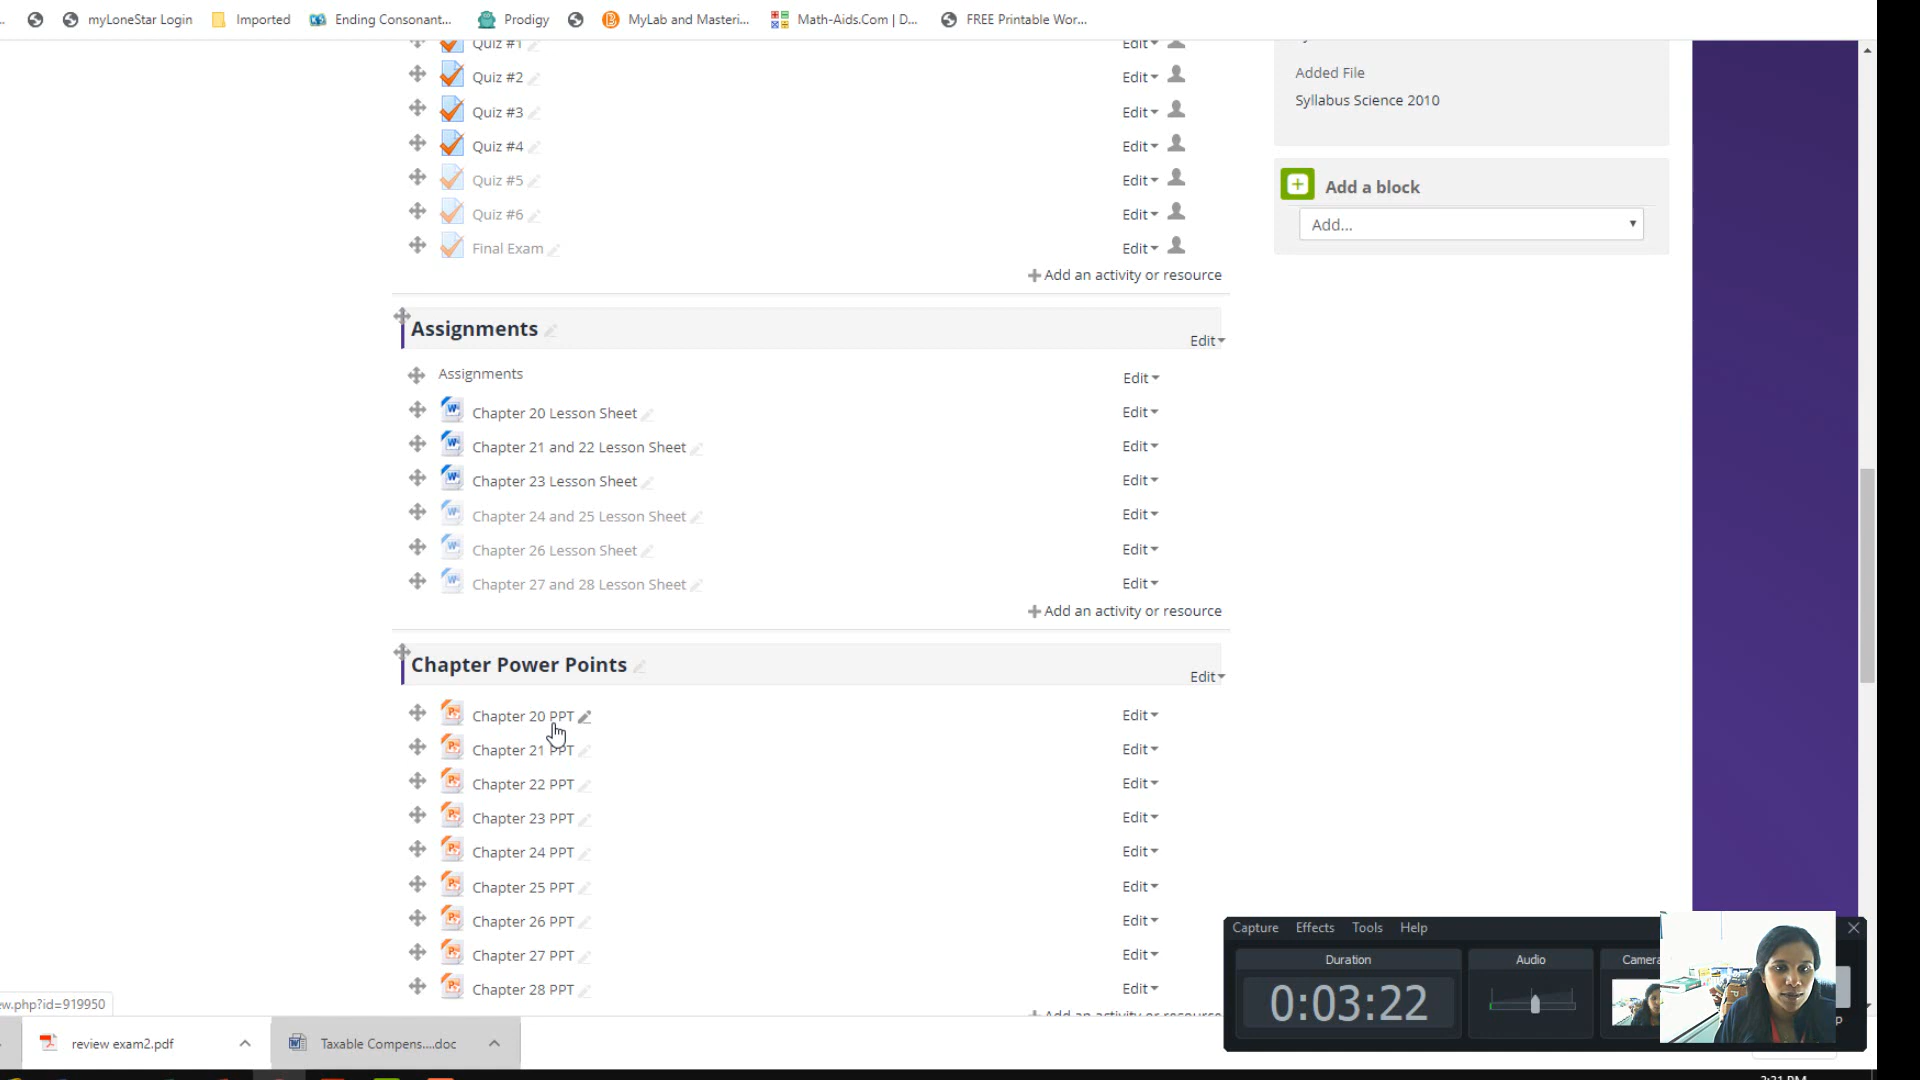 myLoneStar Login Imported Ending Consonant... Prodigy MyLab and Masteri... Math-Aids.Com | D... FREE Printable Wor...
Quiz #1 Edit
Quiz #2 Edit
Quiz #3 Edit
Quiz #4 Edit
Quiz #5 Edit
Quiz #6 Edit
Final Exam Edit
Add an activity or resource
Added File
Syllabus Science 2010
Add a block
Add...
Assignments
Edit
Assignments Edit
Chapter 20 Lesson Sheet Edit
Chapter 21 and 22 Lesson Sheet Edit
Chapter 23 Lesson Sheet Edit
Chapter 24 and 25 Lesson Sheet Edit
Chapter 26 Lesson Sheet Edit
Chapter 27 and 28 Lesson Sheet Edit
Add an activity or resource
Chapter Power Points
Edit
Chapter 20 PPT Edit
Chapter 21 PPT Edit
Chapter 22 PPT Edit
Chapter 23 PPT Edit
Chapter 24 PPT Edit
Chapter 25 PPT Edit
Chapter 26 PPT Edit
Chapter 27 PPT Edit
Chapter 28 PPT Edit
Add an activity or resource
ew.php?id=919950
review exam2.pdf
Taxable Compens....doc
Capture Effects Tools Help
Duration Audio Camera
0:03:22